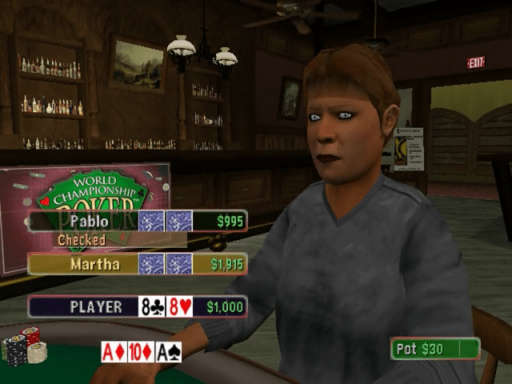 EXIT
WORLD
CHAMPIONSHIP
POKER
Pablo $995
Checked
Martha $1,915
PLAYER 8♣ 8♥ $1,000
A♦ 10♦ A♠
Pot $30